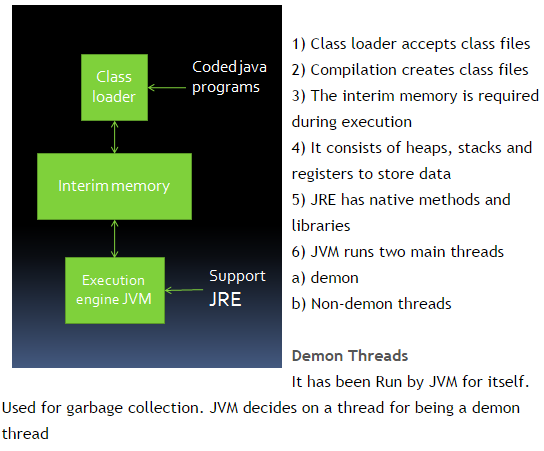 Class
loader
Coded java
programs
Interim memory
Execution
engine JVM
Support
JRE
1) Class loader accepts class files
2) Compilation creates class files
3) The interim memory is required
during execution
4) It consists of heaps, stacks and
registers to store data
5) JRE has native methods and
libraries
6) JVM runs two main threads
a) demon
b) Non-demon threads
Demon Threads
It has been Run by JVM for itself.
Used for garbage collection. JVM decides on a thread for being a demon
thread